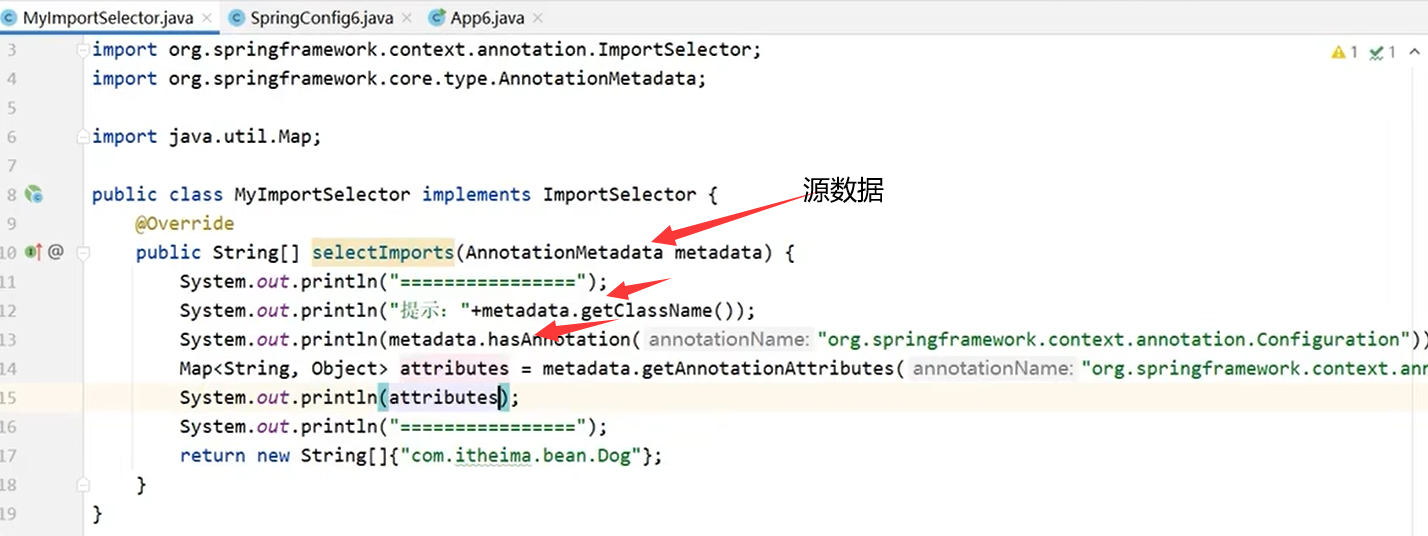 MyImportSelector.java × SpringConfig6.java × App6.java ×
3 import org.springframework.context.annotation.ImportSelector;
1 1
4 import org.springframework.core.type.AnnotationMetadata;
5
6 import java.util.Map;
7
8 public class MyImportSelector implements ImportSelector {
源数据
9 @Override
10 @ public String[] selectImports(AnnotationMetadata metadata) {
11 System.out.println("================");
12 System.out.println("提示："+metadata.getClassName());
13 System.out.println(metadata.hasAnnotation( annotationName: "org.springframework.context.annotation.Configuration"))
14 Map<String, Object> attributes = metadata.getAnnotationAttributes( annotationName: "org.springframework.context.ann
15 System.out.println(attributes);
16 System.out.println("================");
17 return new String[]{"com.itheima.bean.Dog"};
18 }
19 }